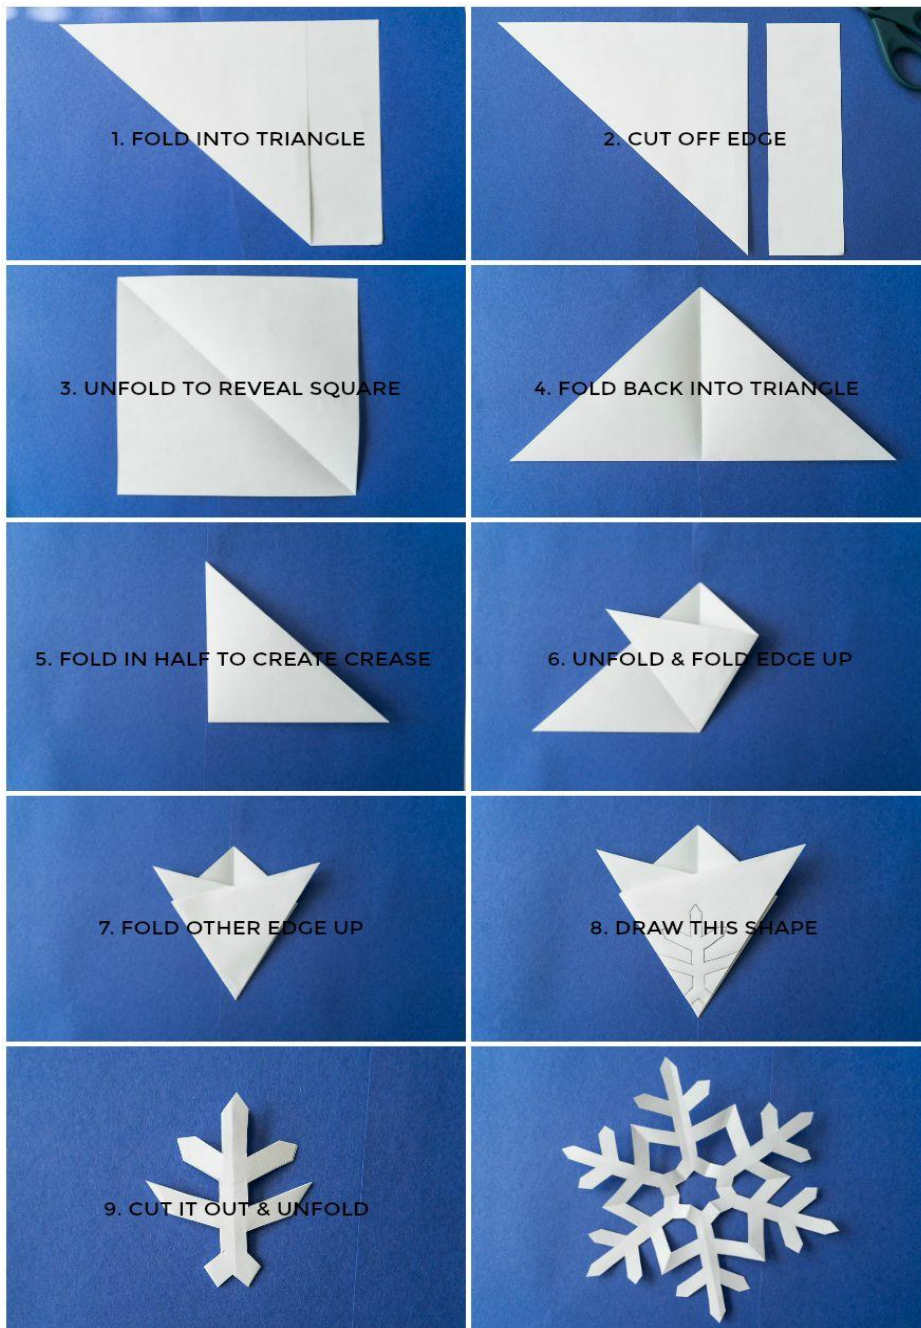 1. FOLD INTO TRIANGLE
2. CUT OFF EDGE
3. UNFOLD TO REVEAL SQUARE
4. FOLD BACK INTO TRIANGLE
5. FOLD IN HALF TO CREATE CREASE
6. UNFOLD & FOLD EDGE UP
7. FOLD OTHER EDGE UP
8. DRAW THIS SHAPE
9. CUT IT OUT & UNFOLD